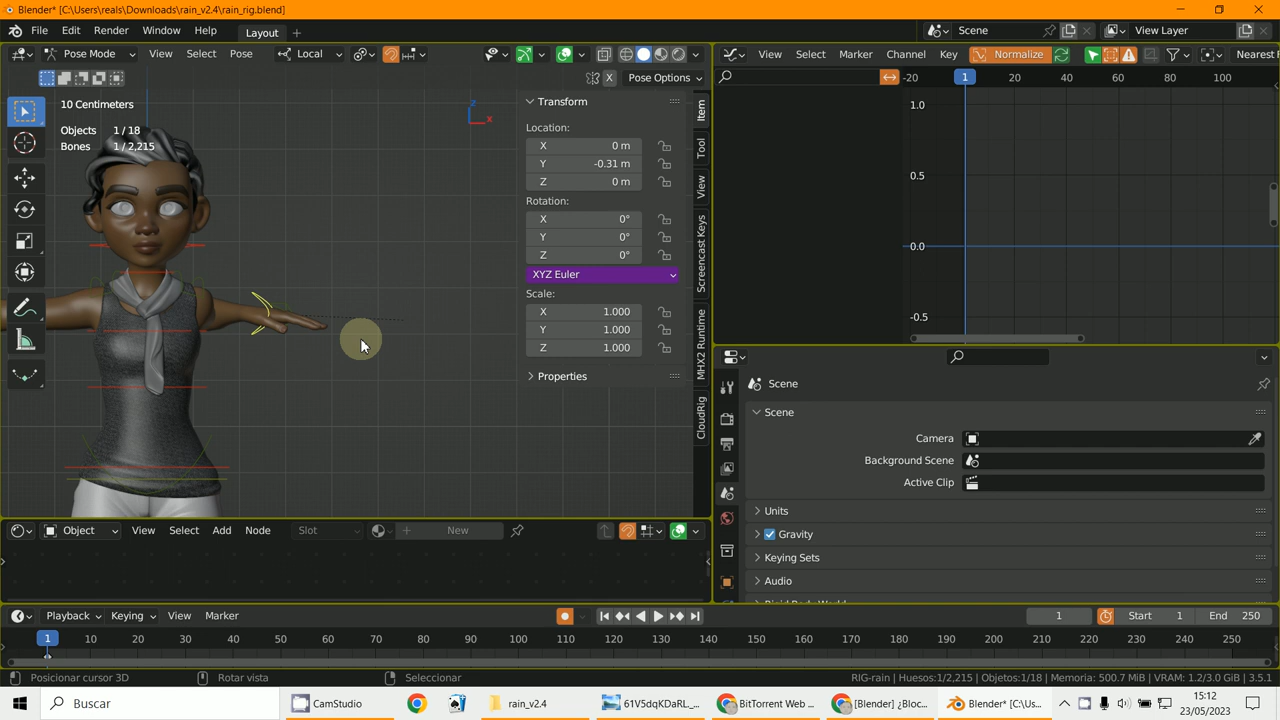 Blender* [C:\Users\reals\Downloads\rain_v2.4\rain_rig.blend]
File Edit Render Window Help Layout + Scene View Layer
Pose Mode View Select Pose Local
View Select Marker Channel Key Normalize Nearest
X Pose Options
10 Centimeters
Objects 1 / 18
Bones 1 / 2,215
z
x
Transform
Location:
X 0 m
Y -0.31 m
Z 0 m
Rotation:
X 0°
Y 0°
Z 0°
XYZ Euler
Scale:
X 1.000
Y 1.000
Z 1.000
Properties
Item
Tool
View
Screencast Keys
MHX2 Runtime
CloudRig
-20 1 20 40 60 80 100
1.0
0.5
0.0
-0.5
Scene
Scene
Camera
Background Scene
Active Clip
Units
Gravity
Keying Sets
Audio
Object View Select Add Node Slot New
Playback Keying View Marker 1 Start 1 End 250
1 10 20 30 40 50 60 70 80 90 100 110 120 130 140 150 160 170 180 190 200 210 220 230 240 250
Posicionar cursor 3D Rotar vista Seleccionar RIG-rain | Huesos:1/2,215 | Objetos:1/18 | Memoria: 500.7 MiB | VRAM: 1.2/3.0 GiB | 3.5.1
Buscar CamStudio rain_v2.4 61V5dqKDaRL_... BitTorrent Web ... [Blender] ¿Bloc... Blender* [C:\Us... 15:12
23/05/2023